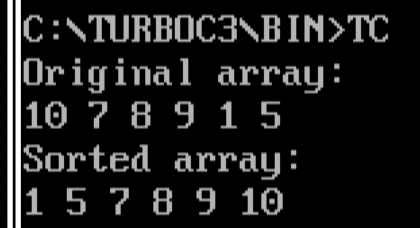 C:\TURBOC3\BIN>TC
Original array:
10 7 8 9 1 5
Sorted array:
1 5 7 8 9 10